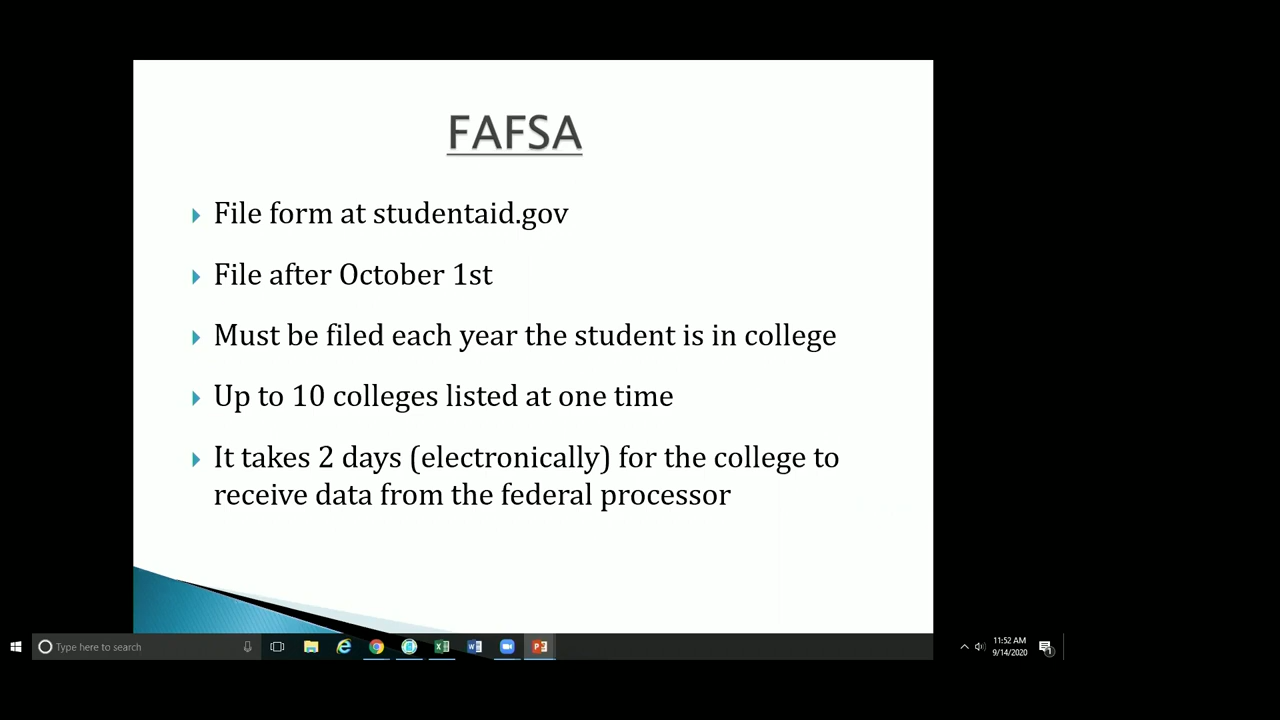 FAFSA
File form at studentaid.gov
File after October 1st
Must be filed each year the student is in college
Up to 10 colleges listed at one time
It takes 2 days (electronically) for the college to
receive data from the federal processor
Type here to search
11:52 AM
9/14/2020